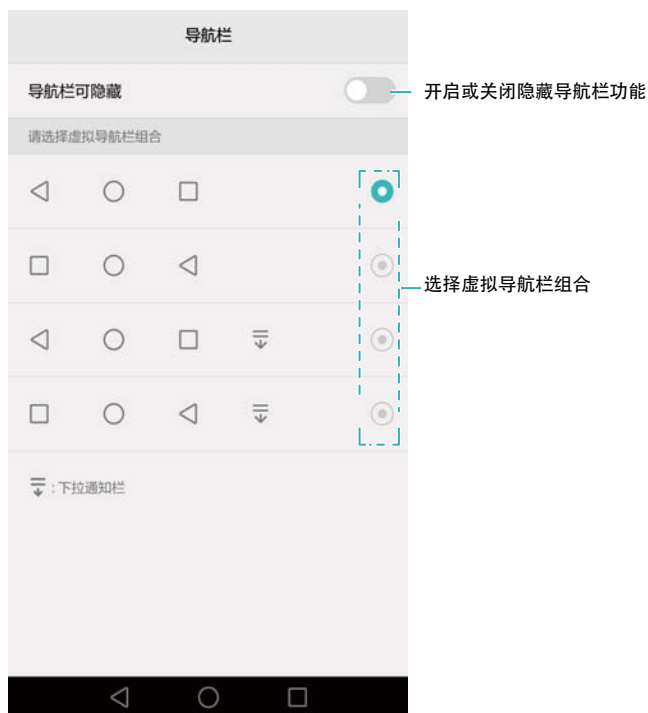 导航栏
导航栏可隐藏
开启或关闭隐藏导航栏功能
请选择虚拟导航栏组合
选择虚拟导航栏组合
:下拉通知栏